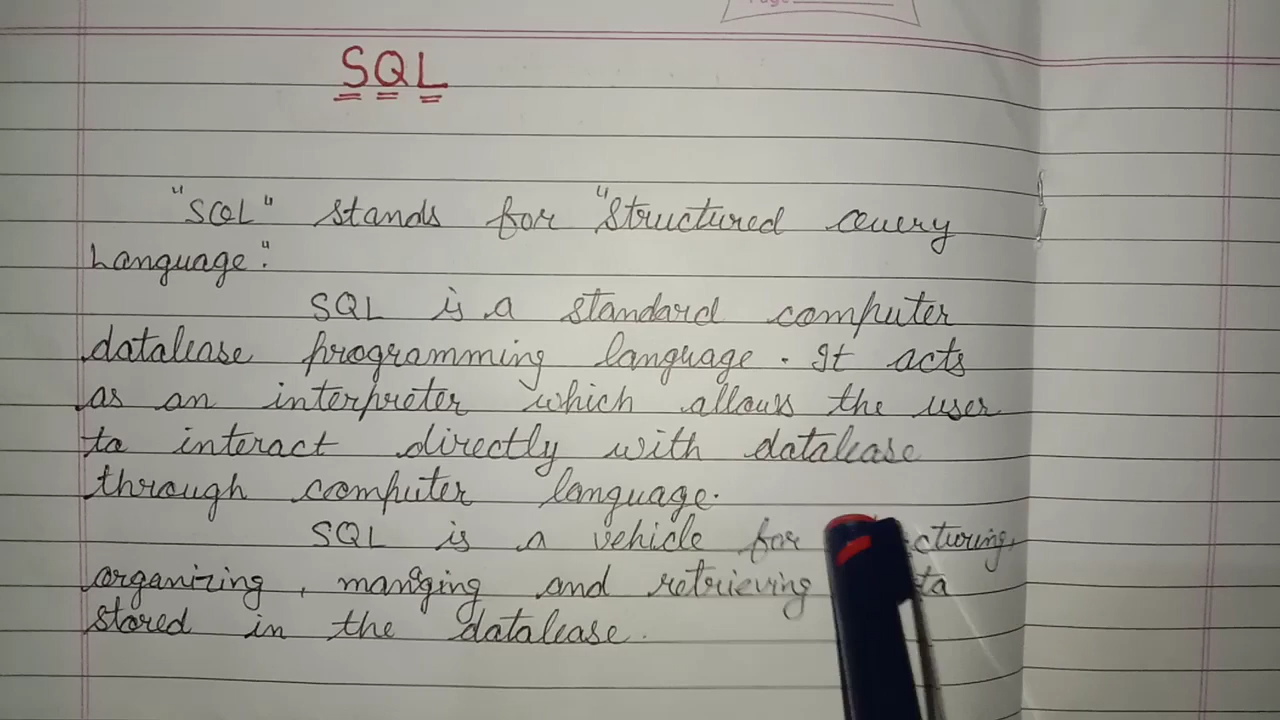 SQL
"SQL" stands for "Structured Query
Language".
SQL is a standard computer
database programming language. It acts
as an interpreter which allows the user
to interact directly with database
through computer language.
SQL is a vehicle for
organizing, managing and retrieving
stored in the database.